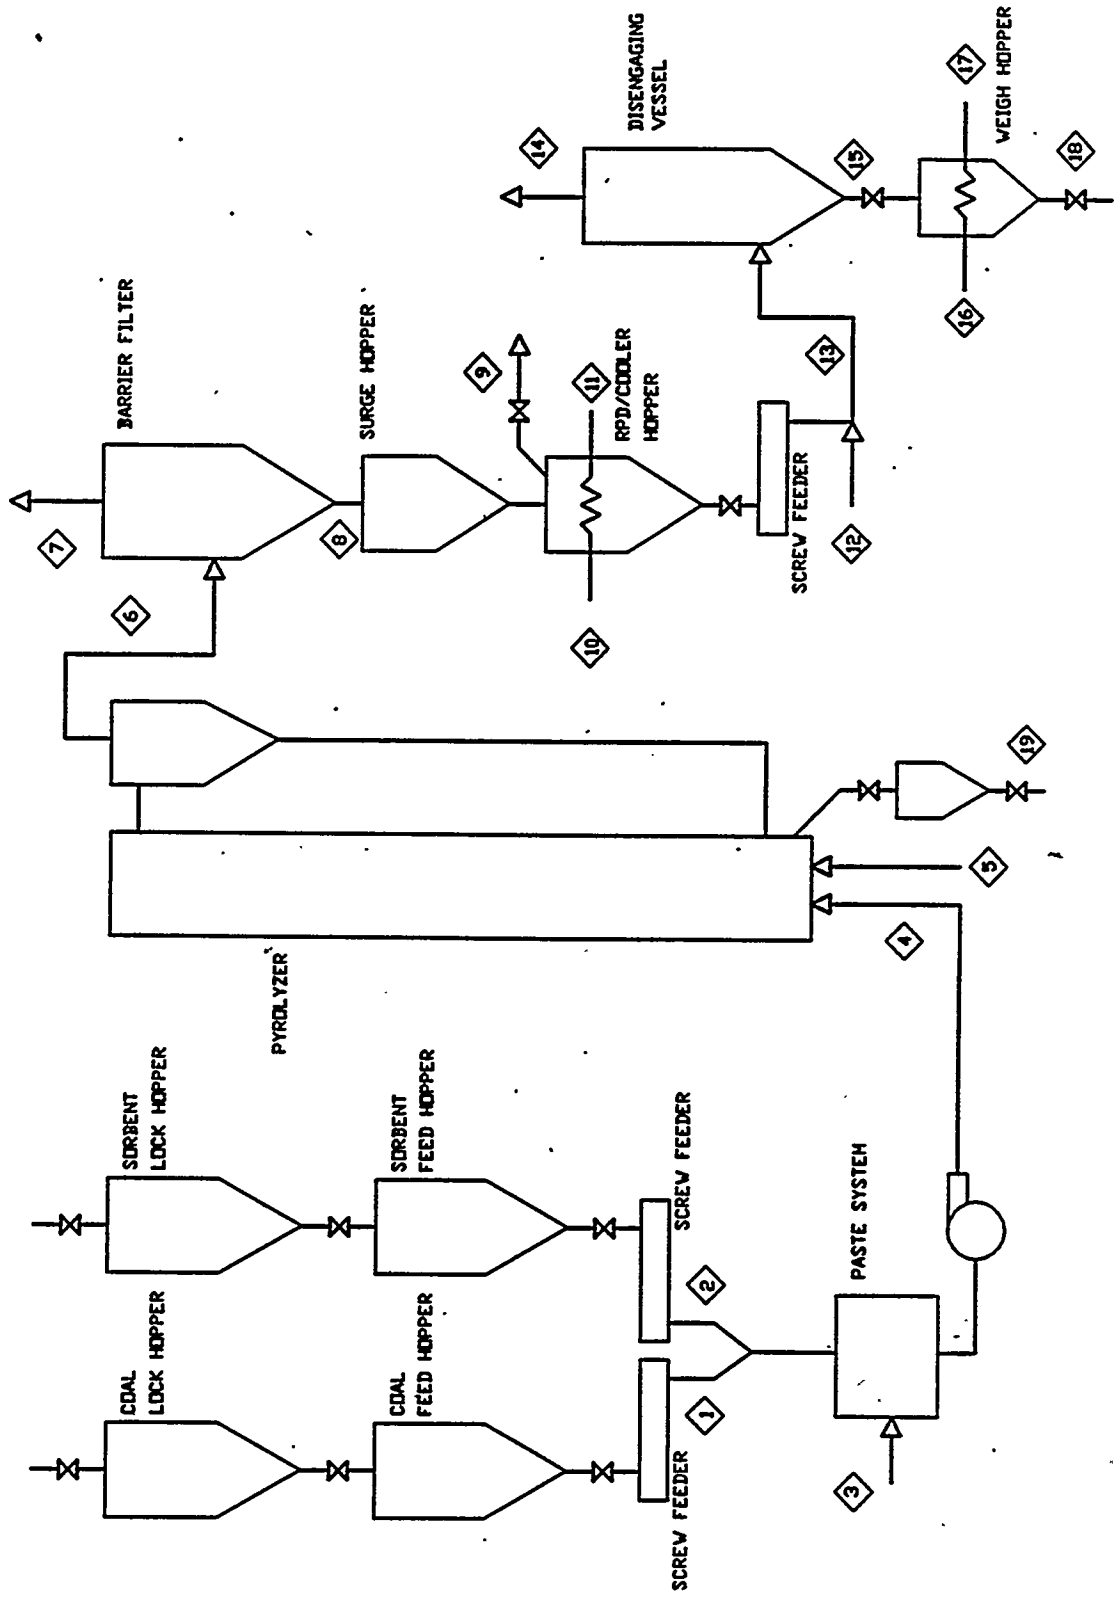 COAL
LOCK HOPPER
SORBENT
LOCK HOPPER
COAL
FEED HOPPER
SORBENT
FEED HOPPER
SCREW FEEDER
SCREW FEEDER
1
2
3
PASTE SYSTEM
PYROLYZER
4
5
19
6
7
BARRIER FILTER
8
SURGE HOPPER
9
10
11
RPD/COOLER
HOPPER
SCREW FEEDER
12
13
14
DISENGAGING
VESSEL
15
16
17
WEIGH HOPPER
18